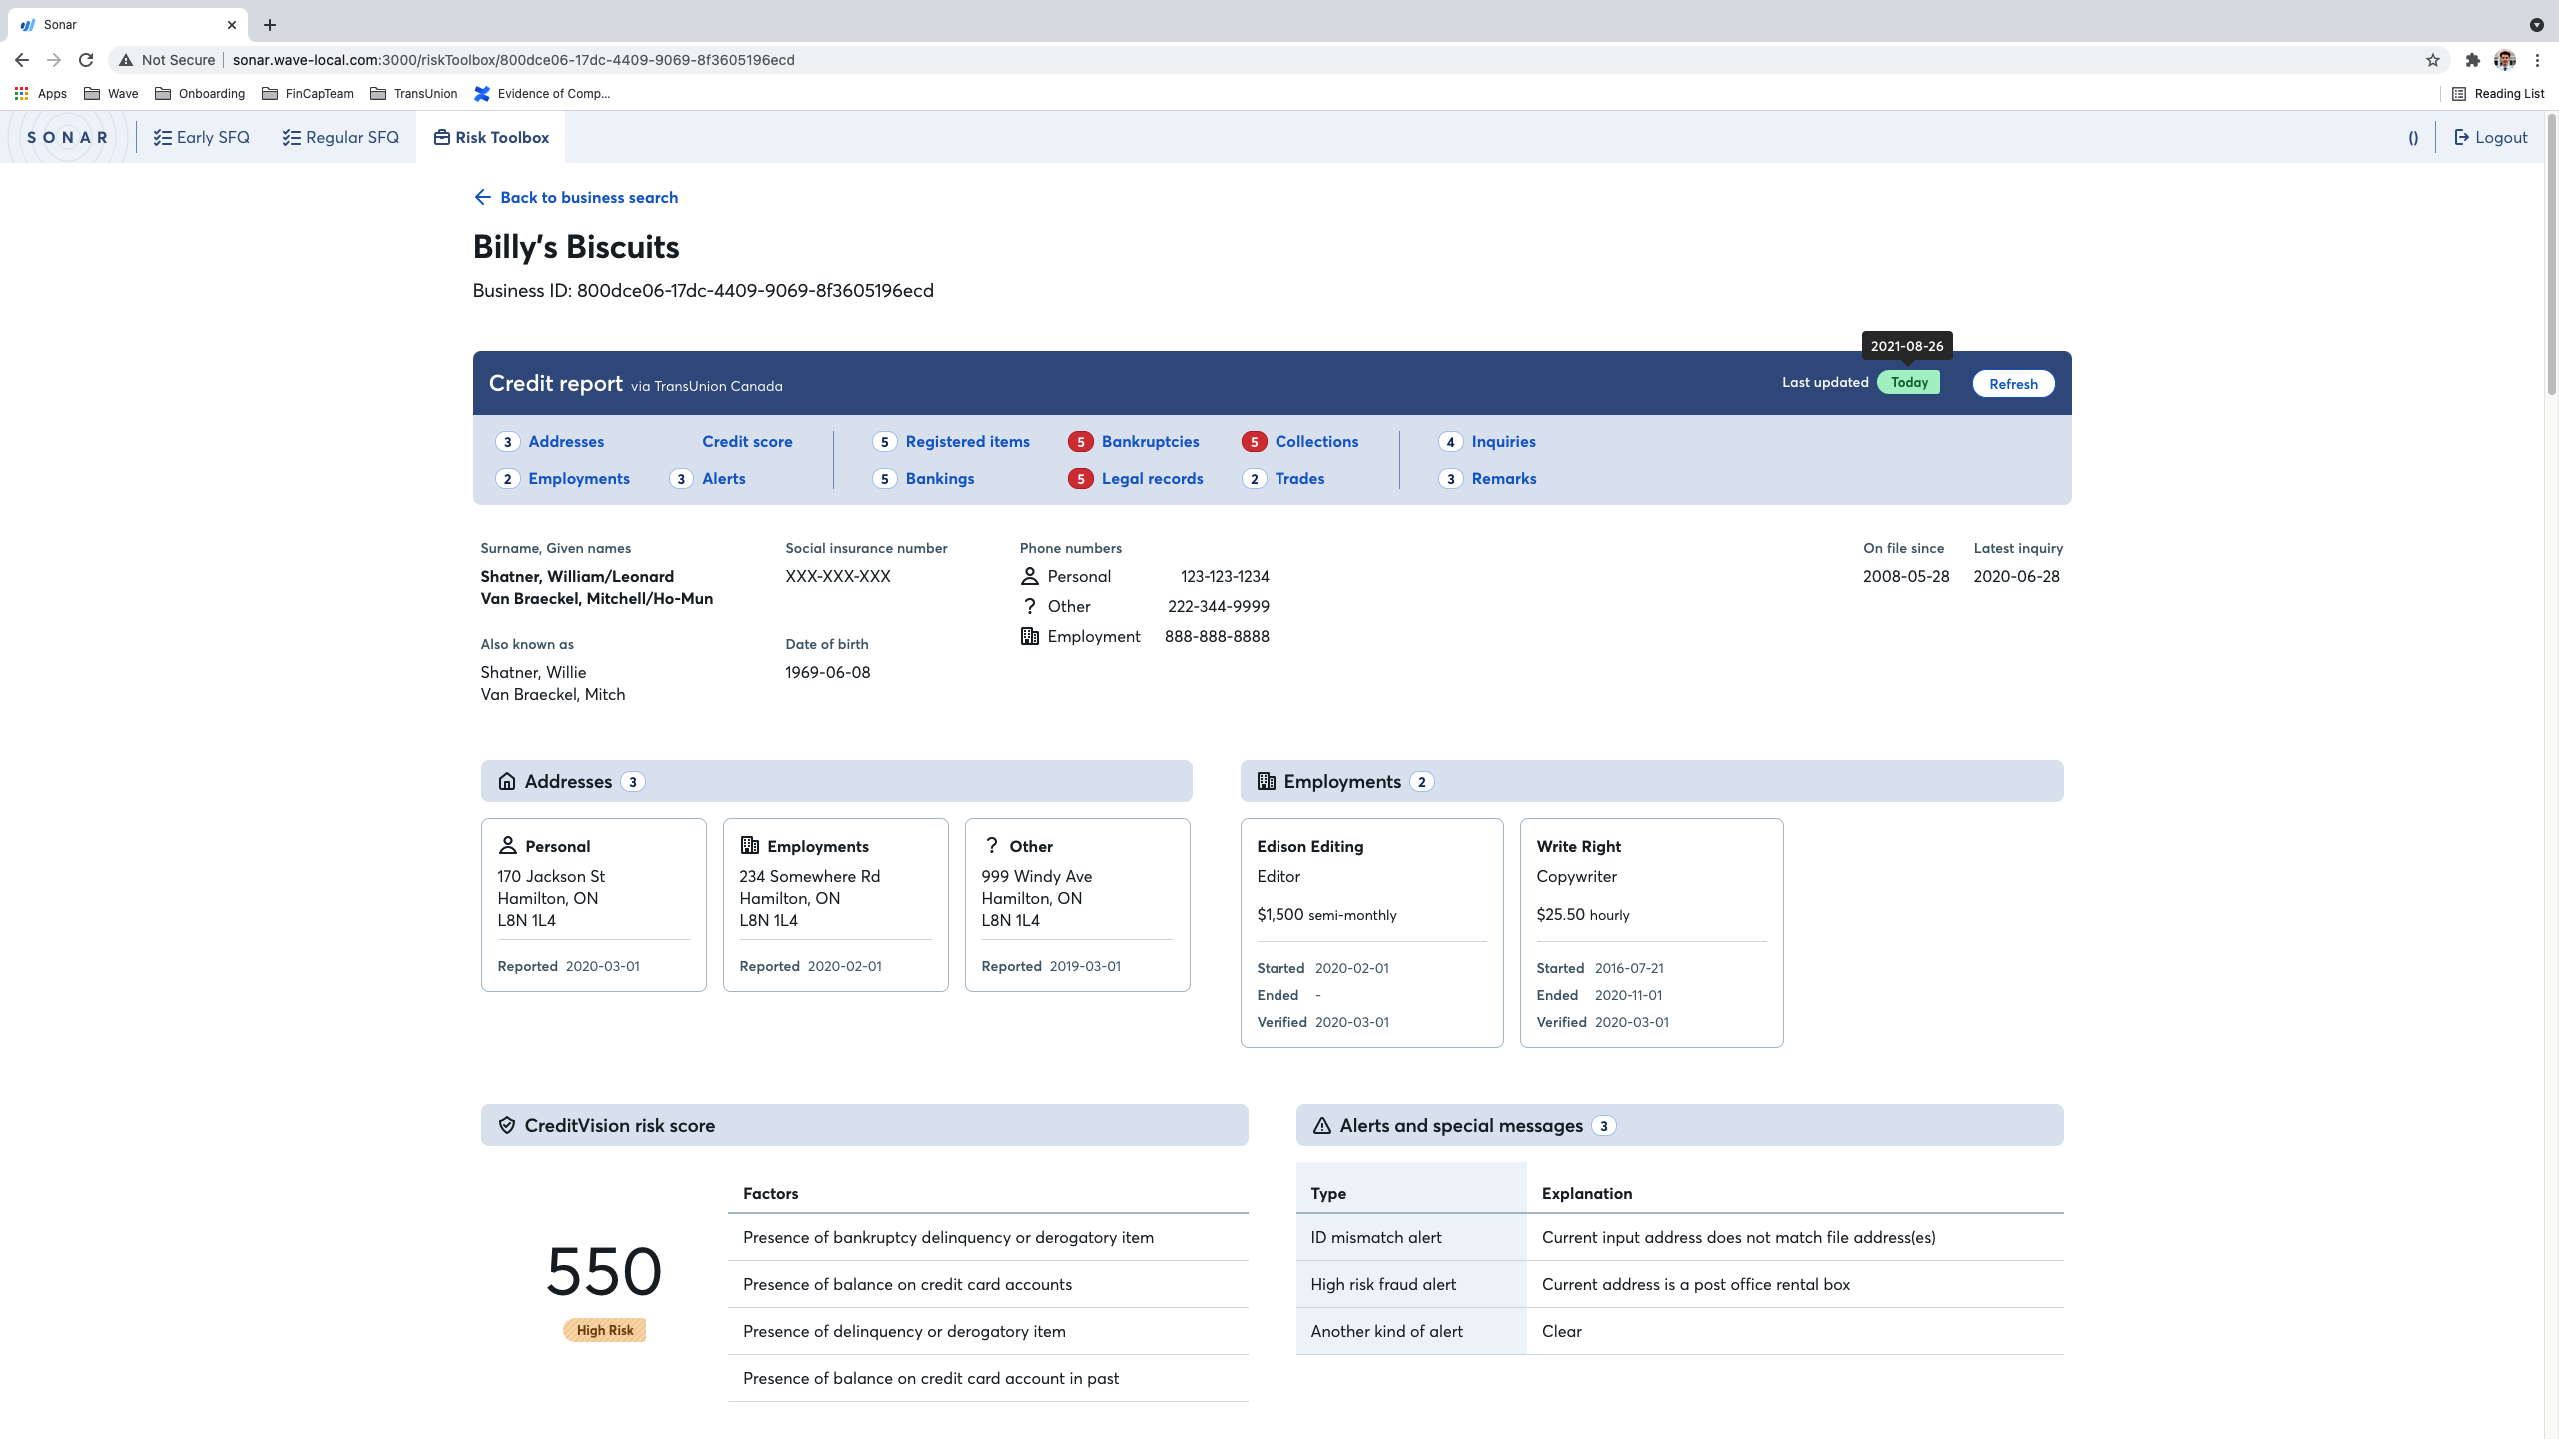 Sonar
Not Secure
sonar.wave-local.com:3000/riskToolbox/800dce06-17dc-4409-9069-8f3605196ecd
Apps
Wave
Onboarding
FinCapTeam
TransUnion
Evidence of Comp...
Reading List
SONAR
Early SFQ
Regular SFQ
Risk Toolbox
()
Logout
Back to business search
Billy's Biscuits
Business ID: 800dce06-17dc-4409-9069-8f3605196ecd
2021-08-26
Credit report via TransUnion Canada
Last updated Today
Refresh
3 Addresses
Credit score
5 Registered items
5 Bankruptcies
5 Collections
4 Inquiries
2 Employments
3 Alerts
5 Bankings
5 Legal records
2 Trades
3 Remarks
Surname, Given names
Shatner, William/Leonard
Van Braeckel, Mitchell/Ho-Mun
Also known as
Shatner, Willie
Van Braeckel, Mitch
Social insurance number
XXX-XXX-XXX
Date of birth
1969-06-08
Phone numbers
Personal 123-123-1234
? Other 222-344-9999
Employment 888-888-8888
On file since
2008-05-28
Latest inquiry
2020-06-28
Addresses 3
Personal
170 Jackson St
Hamilton, ON
L8N 1L4
Reported 2020-03-01
Employments
234 Somewhere Rd
Hamilton, ON
L8N 1L4
Reported 2020-02-01
? Other
999 Windy Ave
Hamilton, ON
L8N 1L4
Reported 2019-03-01
Employments 2
Edison Editing
Editor
$1,500 semi-monthly
Started 2020-02-01
Ended -
Verified 2020-03-01
Write Right
Copywriter
$25.50 hourly
Started 2016-07-21
Ended 2020-11-01
Verified 2020-03-01
CreditVision risk score
550
High Risk
Factors
Presence of bankruptcy delinquency or derogatory item
Presence of balance on credit card accounts
Presence of delinquency or derogatory item
Presence of balance on credit card account in past
Alerts and special messages 3
Type Explanation
ID mismatch alert Current input address does not match file address(es)
High risk fraud alert Current address is a post office rental box
Another kind of alert Clear